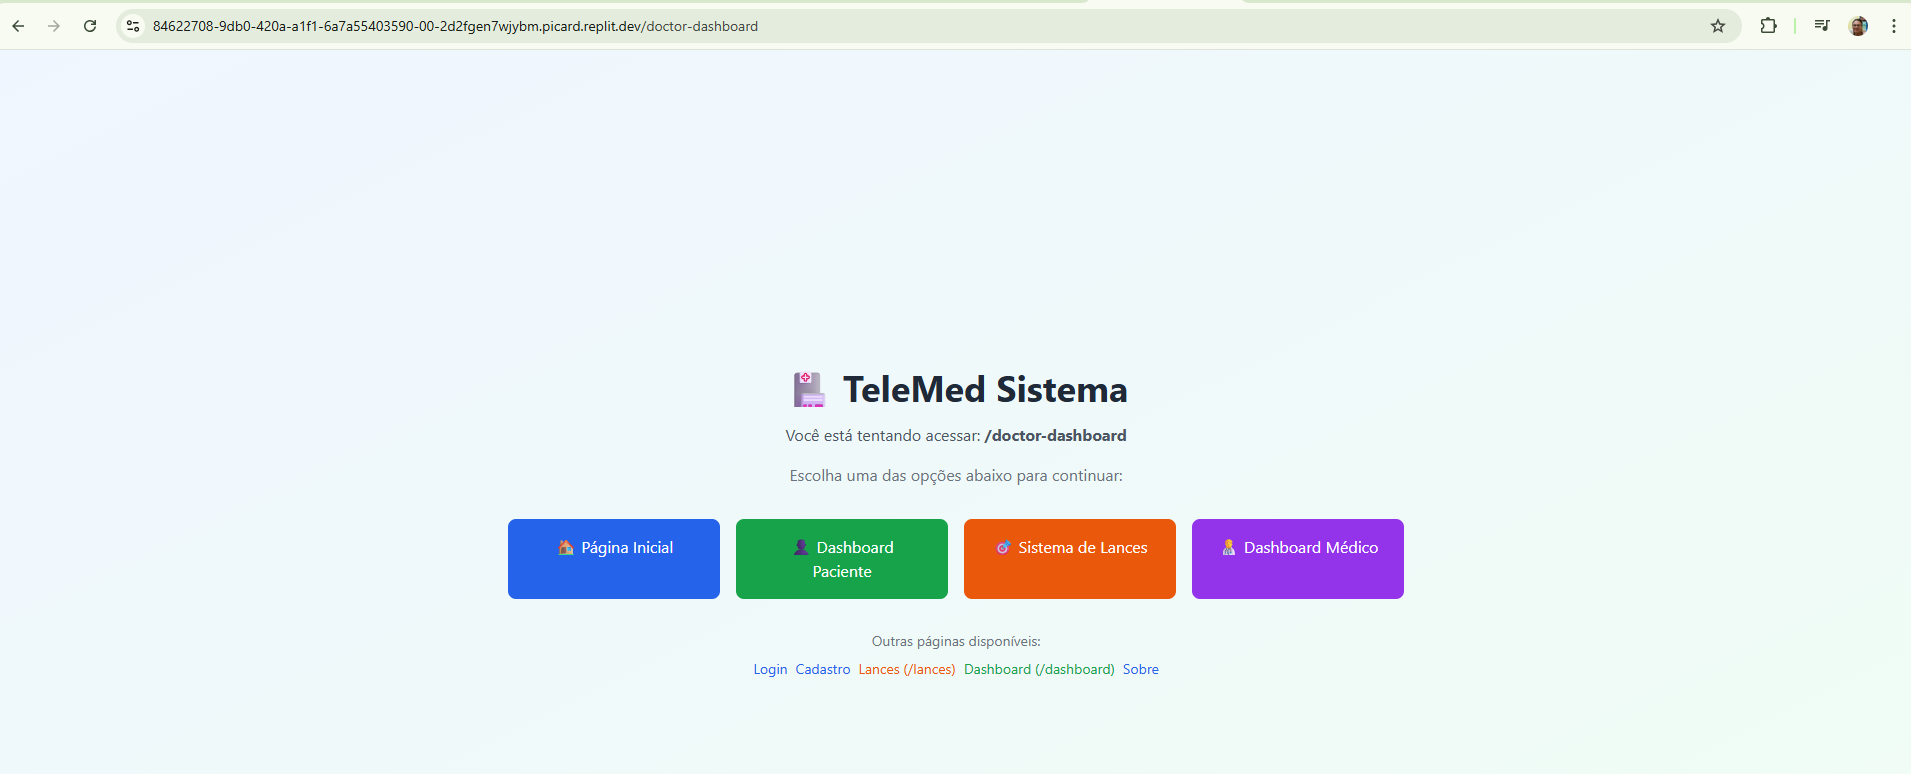 84622708-9db0-420a-a1f1-6a7a55403590-00-2d2fgen7wjybm.picard.replit.dev/doctor-dashboard
TeleMed Sistema
Você está tentando acessar: /doctor-dashboard
Escolha uma das opções abaixo para continuar:
Página Inicial
Dashboard
Paciente
Sistema de Lances
Dashboard Médico
Outras páginas disponíveis:
Login Cadastro Lances (/lances) Dashboard (/dashboard) Sobre